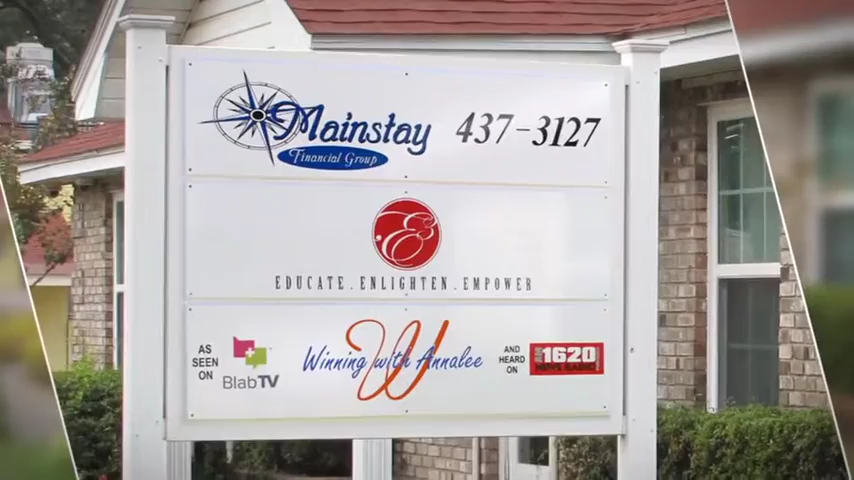 Mainstay
Financial Group
437-3127
E
EDUCATE . ENLIGHTEN . EMPOWER
AS
SEEN
ON
BlabTV
W
Winning with Annalee
AND
HEARD
ON
1620
NEWS RADIO